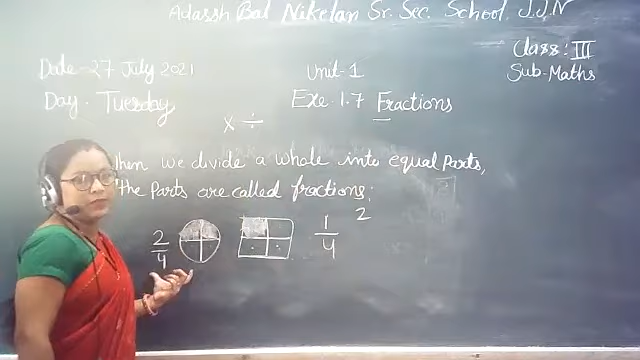 Adassh Bal Niketan Sr. Sec. School. JJN
Class: III
Date- 27 July 2021
Unit-1
Sub-Maths
Day. Tuesday
Exe. 1.7 Fractions
× ÷
When we divide a whole into equal parts,
The Parts are called fractions;
2/4
1/4
2